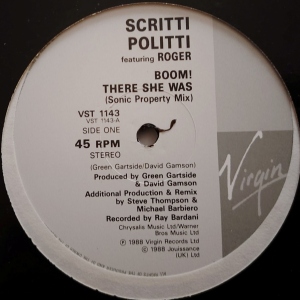 SCRITTI
POLITTI
featuring ROGER
BOOM!
THERE SHE WAS
(Sonic Property Mix)
VST 1143
VST 1143-A
SIDE ONE
45 RPM
STEREO
(Green Gartside/David Gamson)
Produced by Green Gartside
& David Gamson
Additional Production & Remix
by Steve Thompson &
Michael Barbiero
Recorded by Ray Bardani
Chrysalis Music Ltd/Warner
Bros Music Ltd
℗ 1988 Virgin Records Ltd
© 1988 Jouissance
(UK) Ltd
Virgin